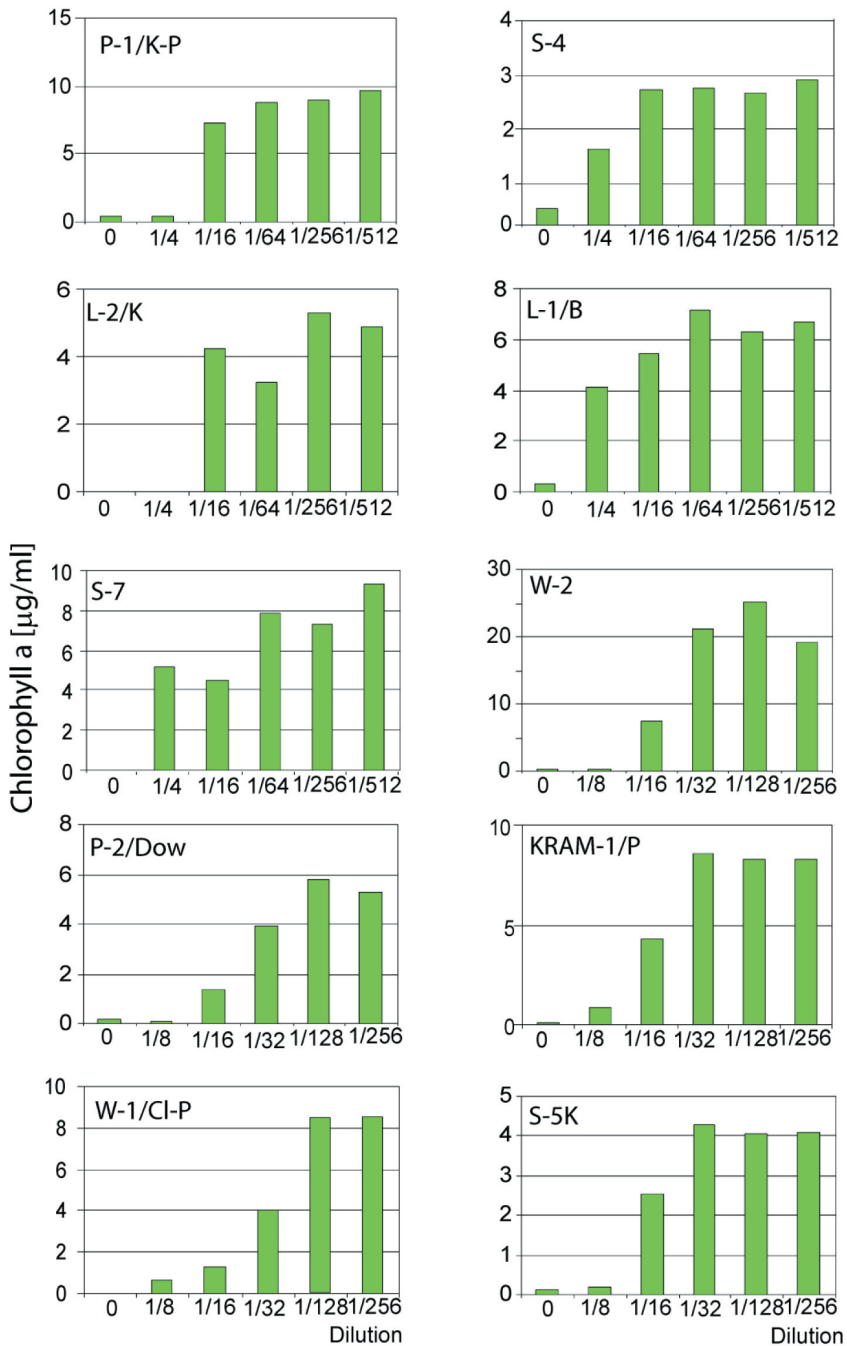 P-1/K-P
15
10
5
0
0 1/4 1/16 1/64 1/256 1/512
S-4
4
3
2
1
0
0 1/4 1/16 1/64 1/256 1/512
L-2/K
6
4
2
0
0 1/4 1/16 1/64 1/256 1/512
L-1/B
8
6
4
2
0
0 1/4 1/16 1/64 1/256 1/512
Chlorophyll a [µg/ml]
S-7
10
8
6
4
2
0
0 1/4 1/16 1/64 1/256 1/512
W-2
30
20
10
0
0 1/8 1/16 1/32 1/128 1/256
P-2/Dow
8
6
4
2
0
0 1/8 1/16 1/32 1/128 1/256
KRAM-1/P
10
5
0
0 1/8 1/16 1/32 1/128 1/256
W-1/Cl-P
10
8
6
4
2
0
0 1/8 1/16 1/32 1/128 1/256
Dilution
S-5K
5
4
3
2
1
0
0 1/8 1/16 1/32 1/128 1/256
Dilution